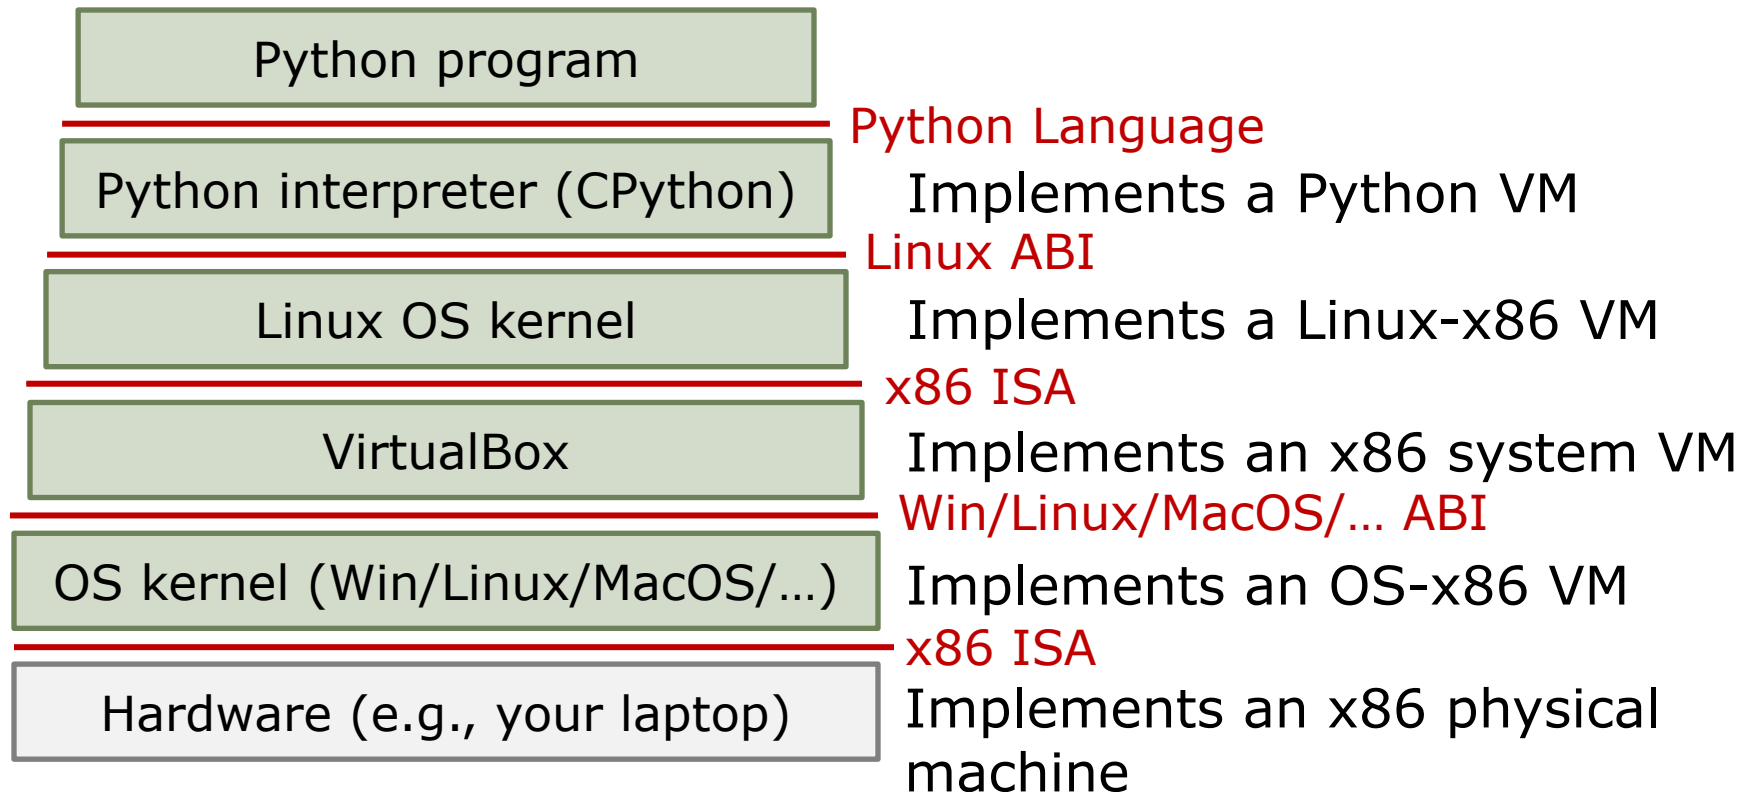 Python program
Python Language
Python interpreter (CPython)
Implements a Python VM
Linux ABI
Linux OS kernel
Implements a Linux-x86 VM
x86 ISA
VirtualBox
Implements an x86 system VM
Win/Linux/MacOS/… ABI
OS kernel (Win/Linux/MacOS/…)
Implements an OS-x86 VM
x86 ISA
Hardware (e.g., your laptop)
Implements an x86 physical
machine